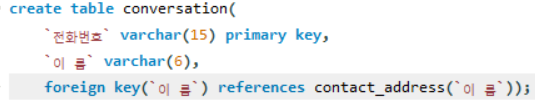 create table conversation(
`전화번호` varchar(15) primary key,
`이 름` varchar(6),
foreign key(`이 름`) references contact_address(`이 름`));